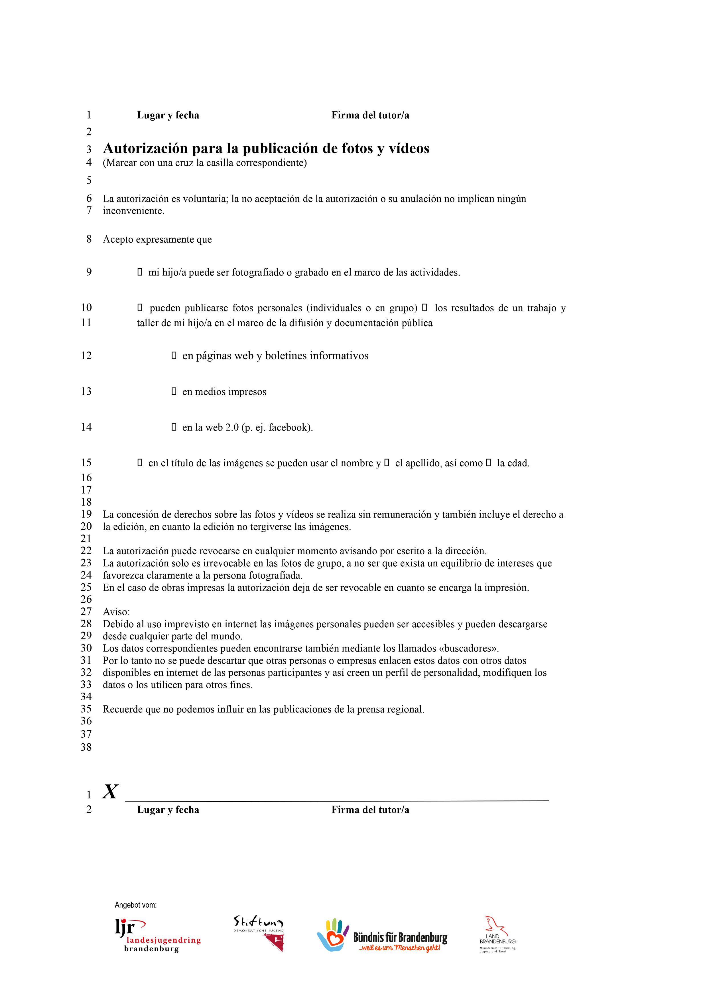 1 Lugar y fecha Firma del tutor/a
2
3 Autorización para la publicación de fotos y vídeos
4 (Marcar con una cruz la casilla correspondiente)
5
6 La autorización es voluntaria; la no aceptación de la autorización o su anulación no implican ningún
7 inconveniente.
8 Acepto expresamente que
9 ▯ mi hijo/a puede ser fotografiado o grabado en el marco de las actividades.
10 ▯ pueden publicarse fotos personales (individuales o en grupo) ▯ los resultados de un trabajo y
11 taller de mi hijo/a en el marco de la difusión y documentación pública
12 ▯ en páginas web y boletines informativos
13 ▯ en medios impresos
14 ▯ en la web 2.0 (p. ej. facebook).
15 ▯ en el título de las imágenes se pueden usar el nombre y ▯ el apellido, así como ▯ la edad.
16
17
18
19 La concesión de derechos sobre las fotos y vídeos se realiza sin remuneración y también incluye el derecho a
20 la edición, en cuanto la edición no tergiverse las imágenes.
21
22 La autorización puede revocarse en cualquier momento avisando por escrito a la dirección.
23 La autorización solo es irrevocable en las fotos de grupo, a no ser que exista un equilibrio de intereses que
24 favorezca claramente a la persona fotografiada.
25 En el caso de obras impresas la autorización deja de ser revocable en cuanto se encarga la impresión.
26
27 Aviso:
28 Debido al uso imprevisto en internet las imágenes personales pueden ser accesibles y pueden descargarse
29 desde cualquier parte del mundo.
30 Los datos correspondientes pueden encontrarse también mediante los llamados «buscadores».
31 Por lo tanto no se puede descartar que otras personas o empresas enlacen estos datos con otros datos
32 disponibles en internet de las personas participantes y así creen un perfil de personalidad, modifiquen los
33 datos o los utilicen para otros fines.
34
35 Recuerde que no podemos influir en las publicaciones de la prensa regional.
36
37
38
1 X
2 Lugar y fecha Firma del tutor/a
Angebot vom:
ljr
landesjugendring
brandenburg
Stiftung
DEMOKRATISCHE JUGEND
Bündnis für Brandenburg
...weil es um Menschen geht!
LAND
BRANDENBURG
Ministerium für Bildung,
Jugend und Sport